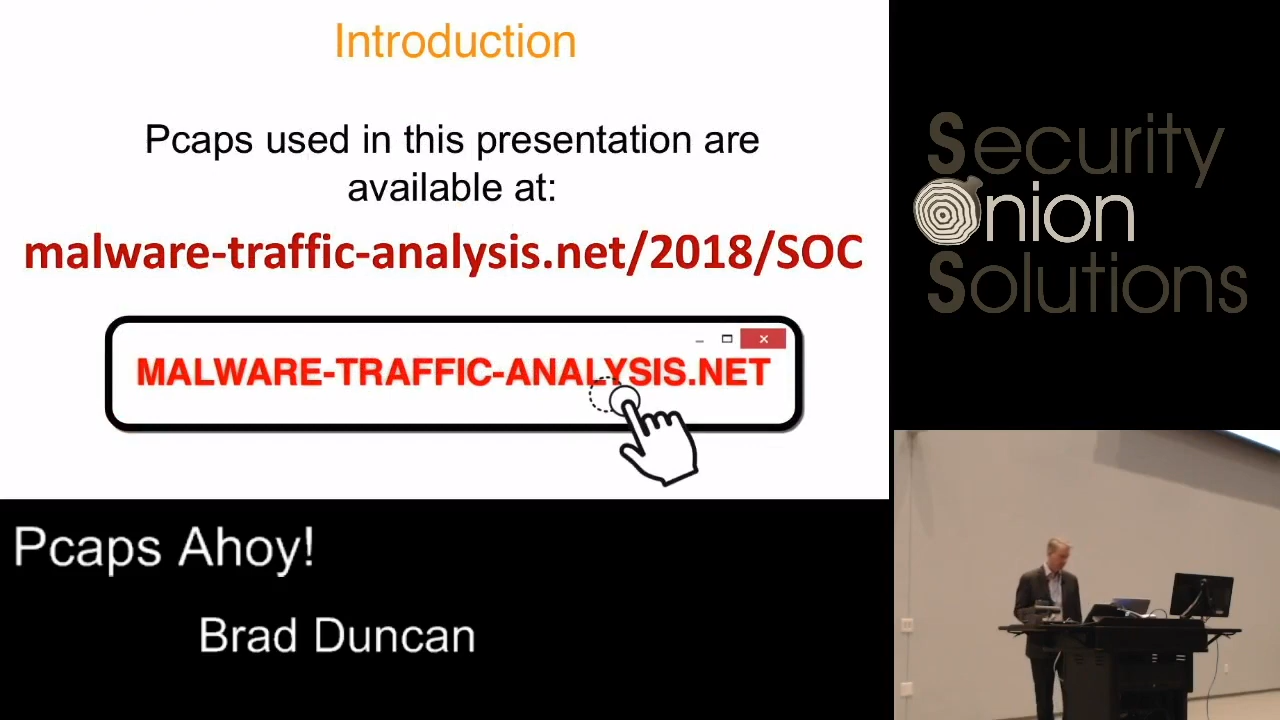 Introduction
Pcaps used in this presentation are
available at:
malware-traffic-analysis.net/2018/SOC
MALWARE-TRAFFIC-ANALYSIS.NET
Pcaps Ahoy!
Brad Duncan
Security
Onion
Solutions